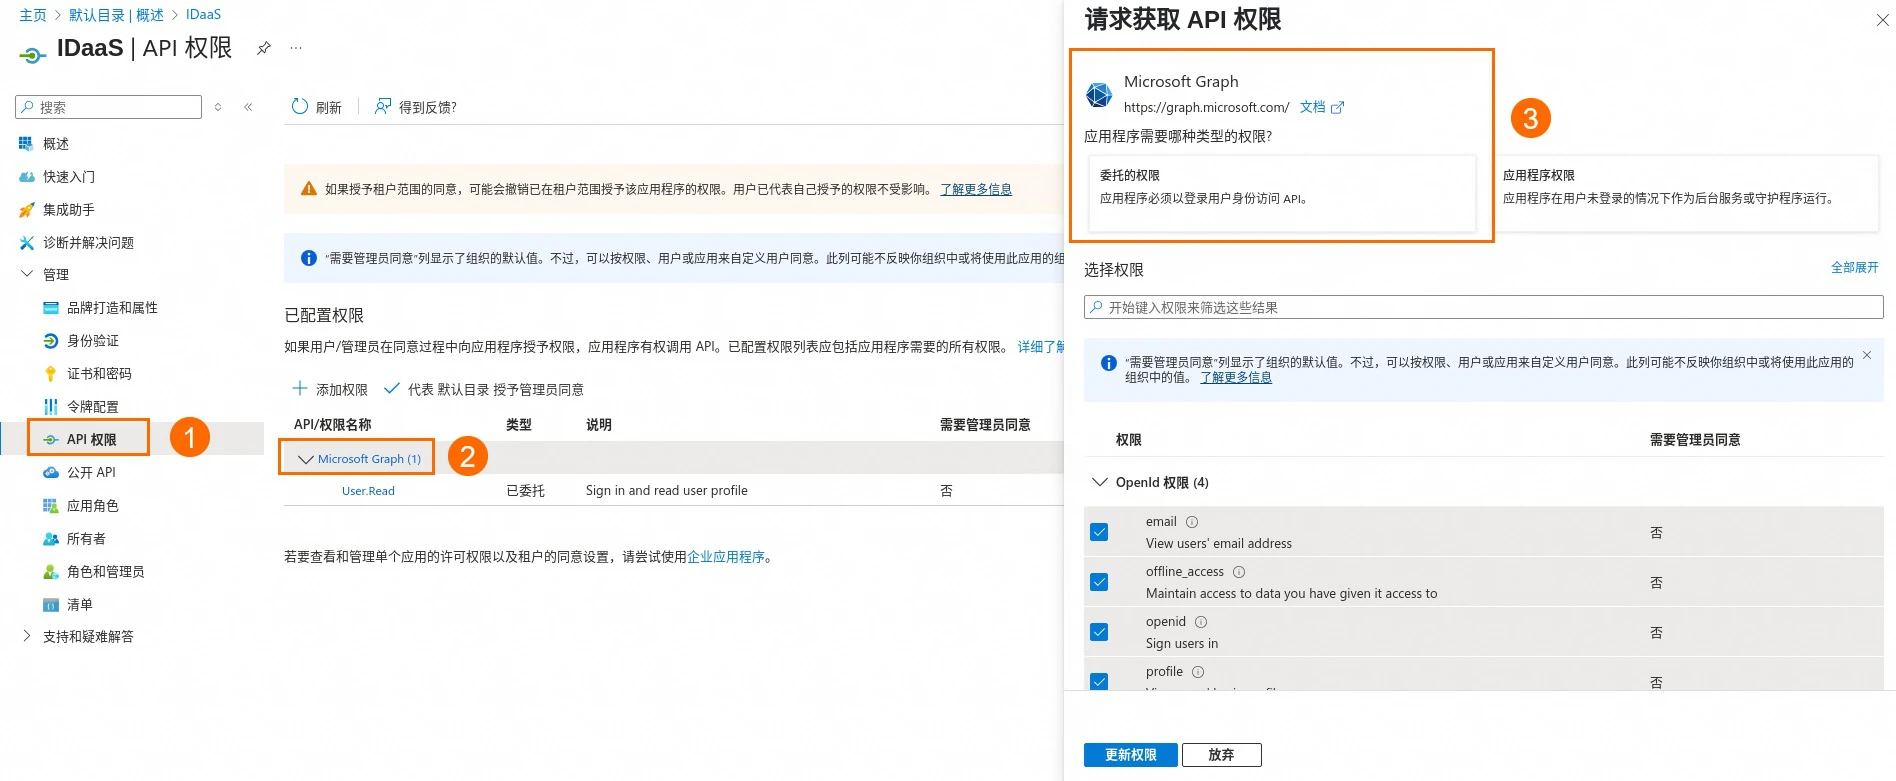 主页 > 默认目录 | 概述 > IDaaS
IDaaS | API 权限
搜索
概述
快速入门
集成助手
诊断并解决问题
管理
品牌打造和属性
身份验证
证书和密码
令牌配置
API 权限
1
公开 API
应用角色
所有者
角色和管理员
清单
支持和疑难解答
刷新
得到反馈?
如果授予租户范围的同意，可能会撤销已在租户范围授予该应用程序的权限。用户已代表自己授予的权限不受影响。 了解更多信息
“需要管理员同意”列显示了组织的默认值。不过，可以按权限、用户或应用来自定义用户同意。此列可能不反映你组织中或将使用此应用的组
已配置权限
如果用户/管理员在同意过程中向应用程序授予权限，应用程序有权调用 API。已配置权限列表应包括应用程序需要的所有权限。 详细了解
添加权限 代表 默认目录 授予管理员同意
API/权限名称 类型 说明 需要管理员同意
Microsoft Graph (1)
2
User.Read 已委托 Sign in and read user profile 否
若要查看和管理单个应用的许可权限以及租户的同意设置，请尝试使用企业应用程序。
请求获取 API 权限
Microsoft Graph
https://graph.microsoft.com/ 文档
3
应用程序需要哪种类型的权限?
委托的权限
应用程序必须以登录用户身份访问 API。
应用程序权限
应用程序在用户未登录的情况下作为后台服务或守护程序运行。
选择权限
全部展开
开始键入权限来筛选这些结果
“需要管理员同意”列显示了组织的默认值。不过，可以按权限、用户或应用来自定义用户同意。此列可能不反映你组织中或将使用此应用的
组织中的值。 了解更多信息
权限 需要管理员同意
OpenId 权限 (4)
email
View users' email address
否
offline_access
Maintain access to data you have given it access to
否
openid
Sign users in
否
profile
否
更新权限
放弃